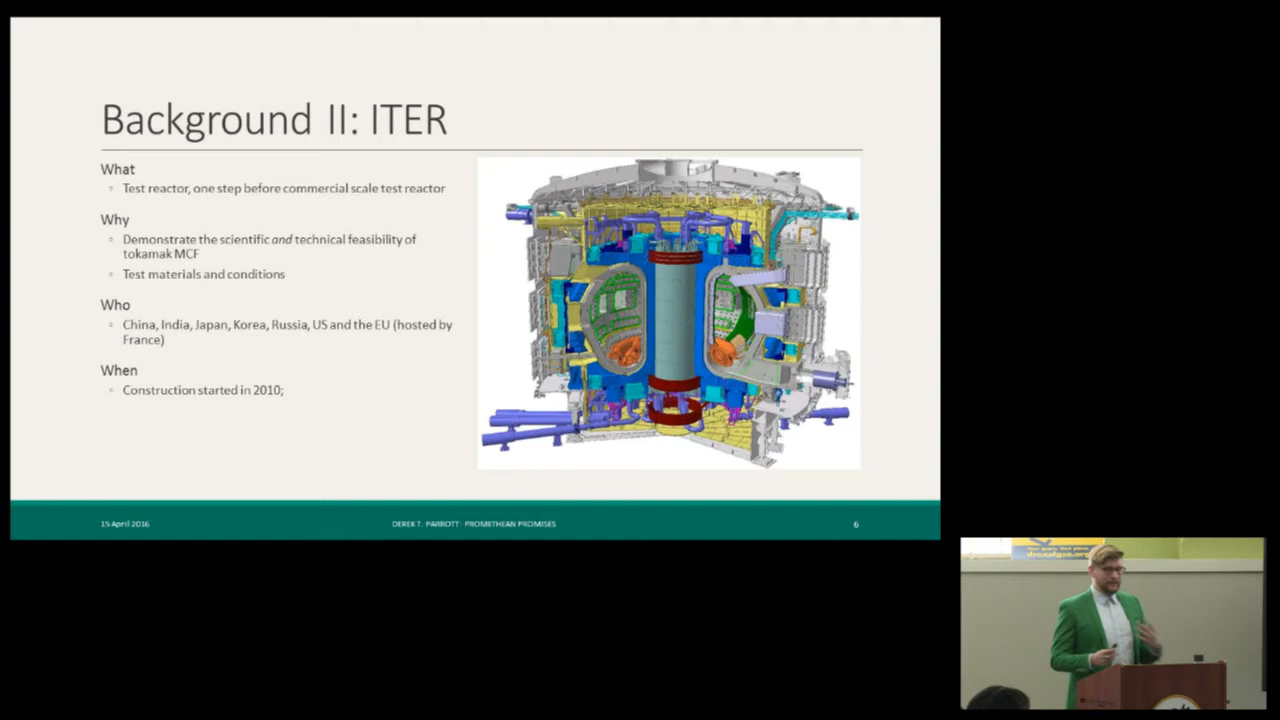 Background II: ITER
What
Test reactor, one step before commercial scale test reactor
Why
Demonstrate the scientific and technical feasibility of
tokamak MCF
Test materials and conditions
Who
China, India, Japan, Korea, Russia, US and the EU (hosted by
France)
When
Construction started in 2010;
15 April 2016
DEREK T. PARROTT- PROMETHEAN PROMISES
6